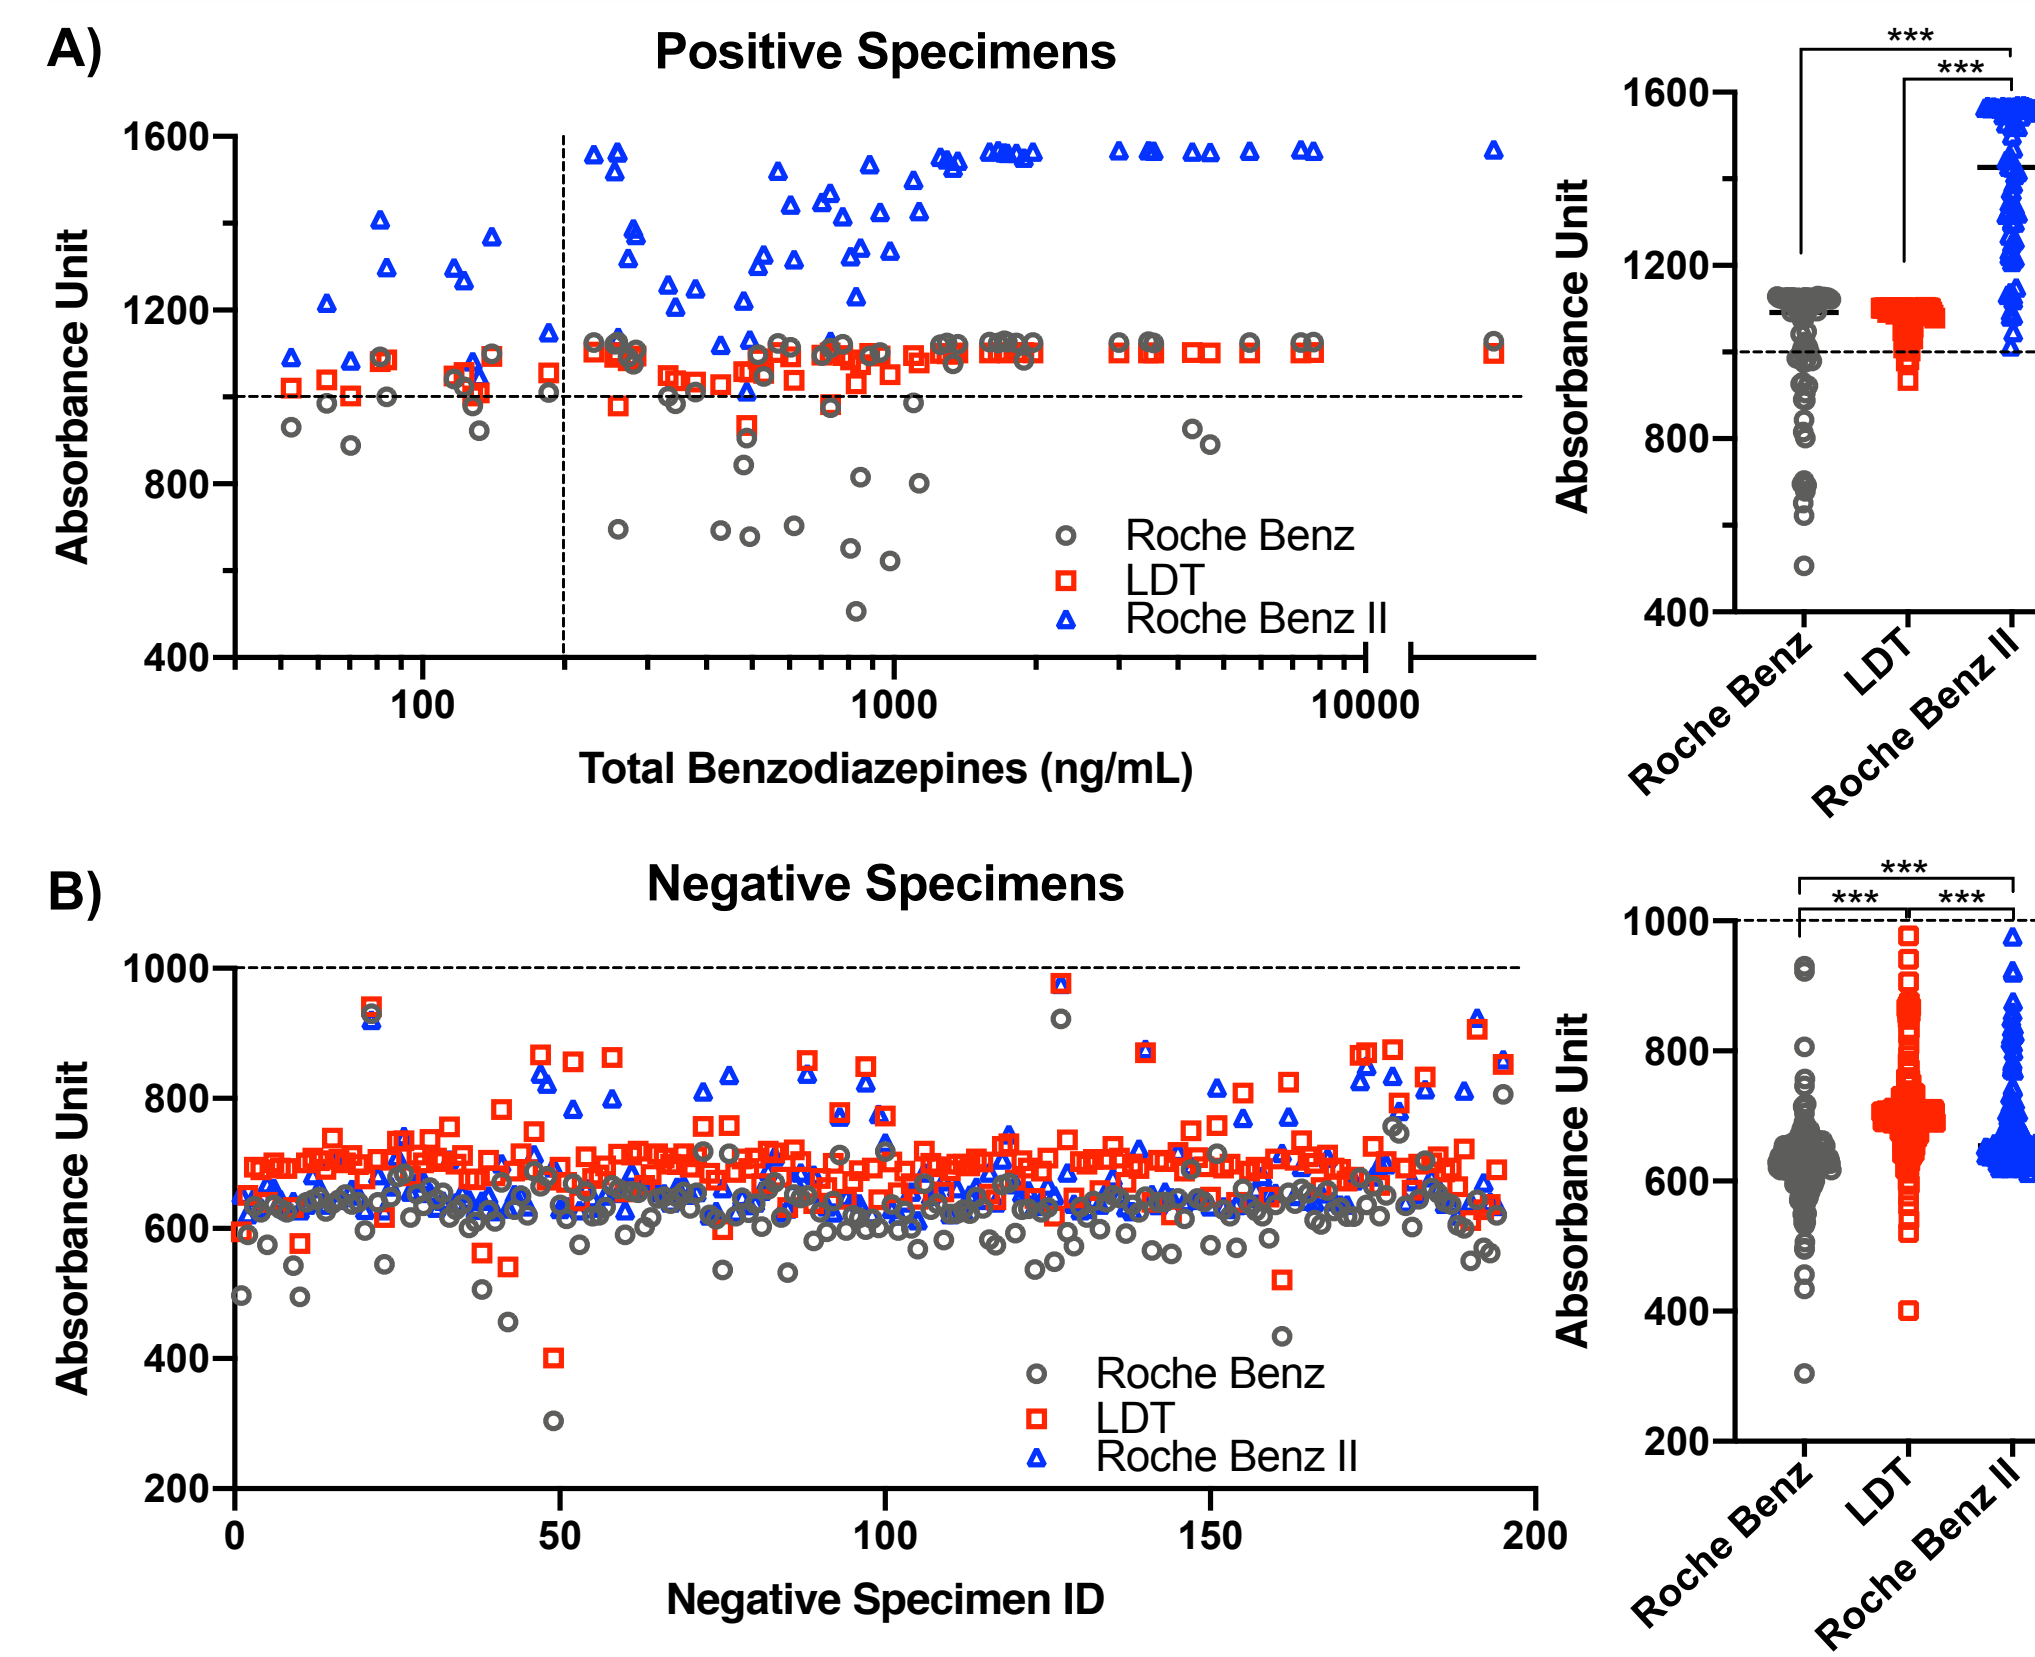 A)
Positive Specimens
Absorbance Unit
1600
1200
800
400
100
1000
10000
Total Benzodiazepines (ng/mL)
Roche Benz
LDT
Roche Benz II
***
***
Absorbance Unit
1600
1200
800
400
Roche Benz
LDT
Roche Benz II
B)
Negative Specimens
Absorbance Unit
1000
800
600
400
200
0
50
100
150
200
Negative Specimen ID
Roche Benz
LDT
Roche Benz II
***
***
***
Absorbance Unit
1000
800
600
400
200
Roche Benz
LDT
Roche Benz II